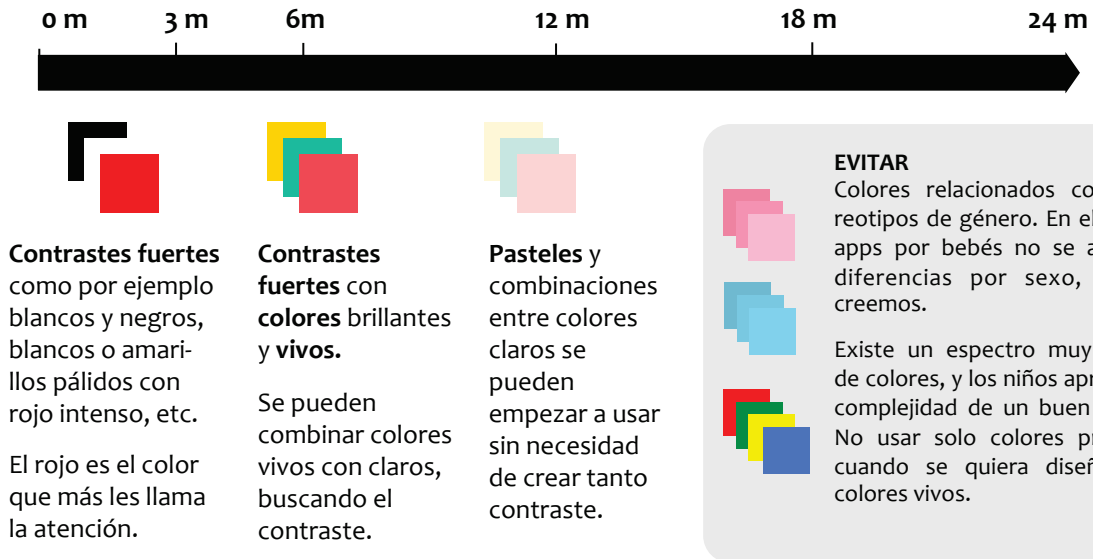 0 m 3 m 6m 12 m 18 m 24 m
Contrastes fuertes
como por ejemplo
blancos y negros,
blancos o amari-
llos pálidos con
rojo intenso, etc.
El rojo es el color
que más les llama
la atención.
Contrastes
fuertes con
colores brillantes
y vivos.
Se pueden
combinar colores
vivos con claros,
buscando el
contraste.
Pasteles y
combinaciones
entre colores
claros se
pueden
empezar a usar
sin necesidad
de crear tanto
contraste.
EVITAR
Colores relacionados
reotipos de género. En
apps por bebés no se
diferencias por sexo,
creemos.
Existe un espectro muy
de colores, y los niños
complejidad de un buen
No usar solo colores
cuando se quiera
colores vivos.